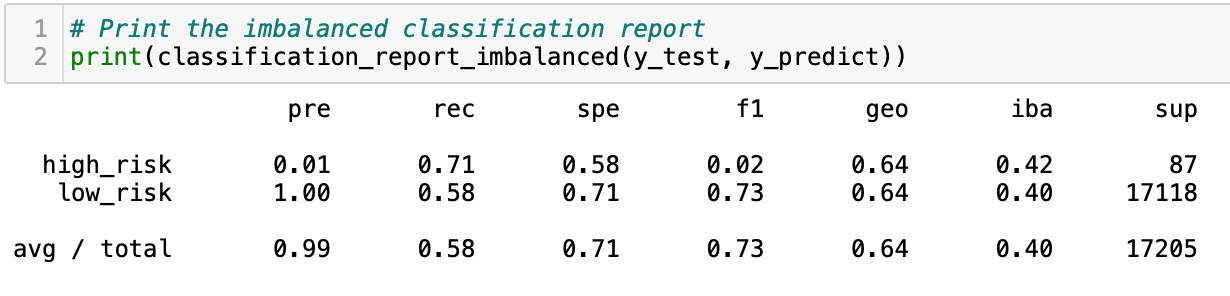 1 # Print the imbalanced classification report
2 print(classification_report_imbalanced(y_test, y_predict))
pre rec spe f1 geo iba sup
high_risk 0.01 0.71 0.58 0.02 0.64 0.42 87
low_risk 1.00 0.58 0.71 0.73 0.64 0.40 17118
avg / total 0.99 0.58 0.71 0.73 0.64 0.40 17205